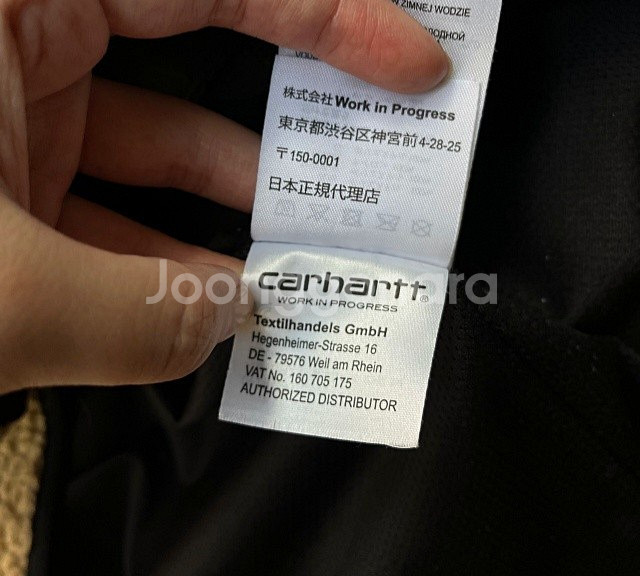 ZIMNEJ WODZIE
株式会社Work in Progress
東京都渋谷区神宮前4-28-25
〒150-0001
日本正規代理店
carhartt®
WORK IN PROGRESS
Textilhandels GmbH
Hegenheimer-Strasse 16
DE - 79576 Weil am Rhein
VAT No. 160 705 175
AUTHORIZED DISTRIBUTOR